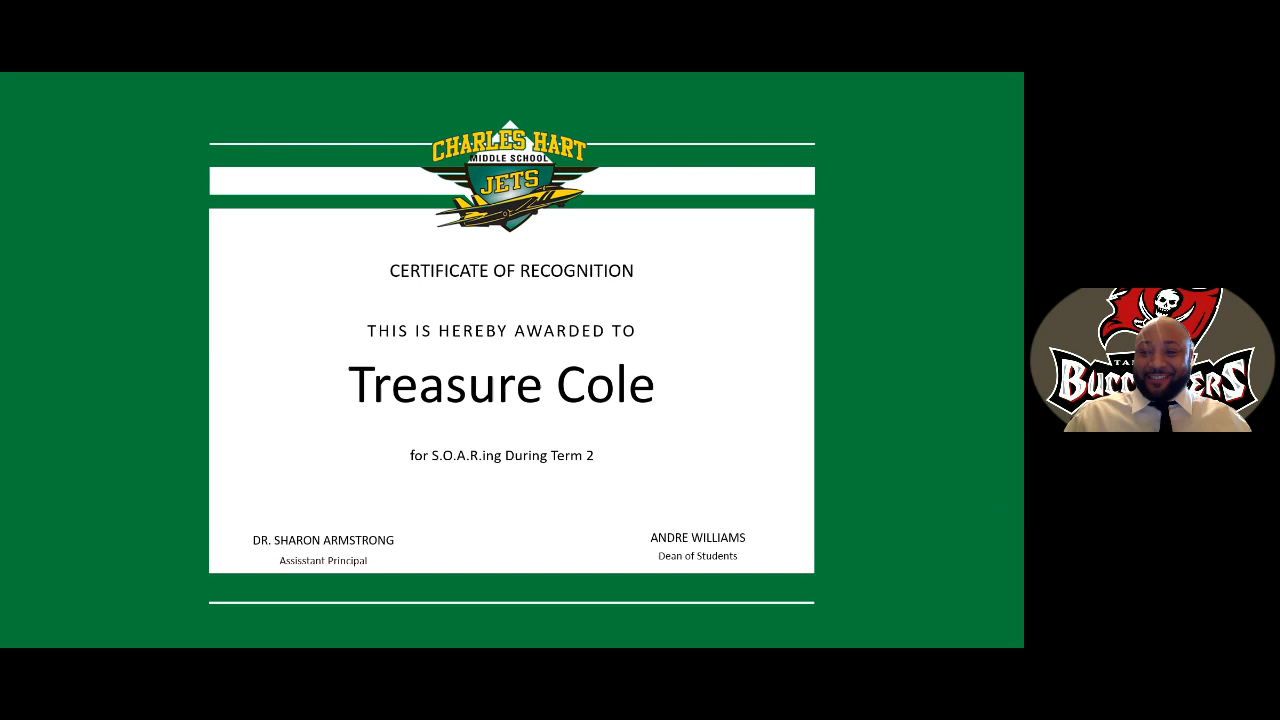 CHARLES HART
MIDDLE SCHOOL
JETS
CERTIFICATE OF RECOGNITION
THIS IS HEREBY AWARDED TO
Treasure Cole
for S.O.A.R.ing During Term 2
DR. SHARON ARMSTRONG
Assisstant Principal
ANDRE WILLIAMS
Dean of Students